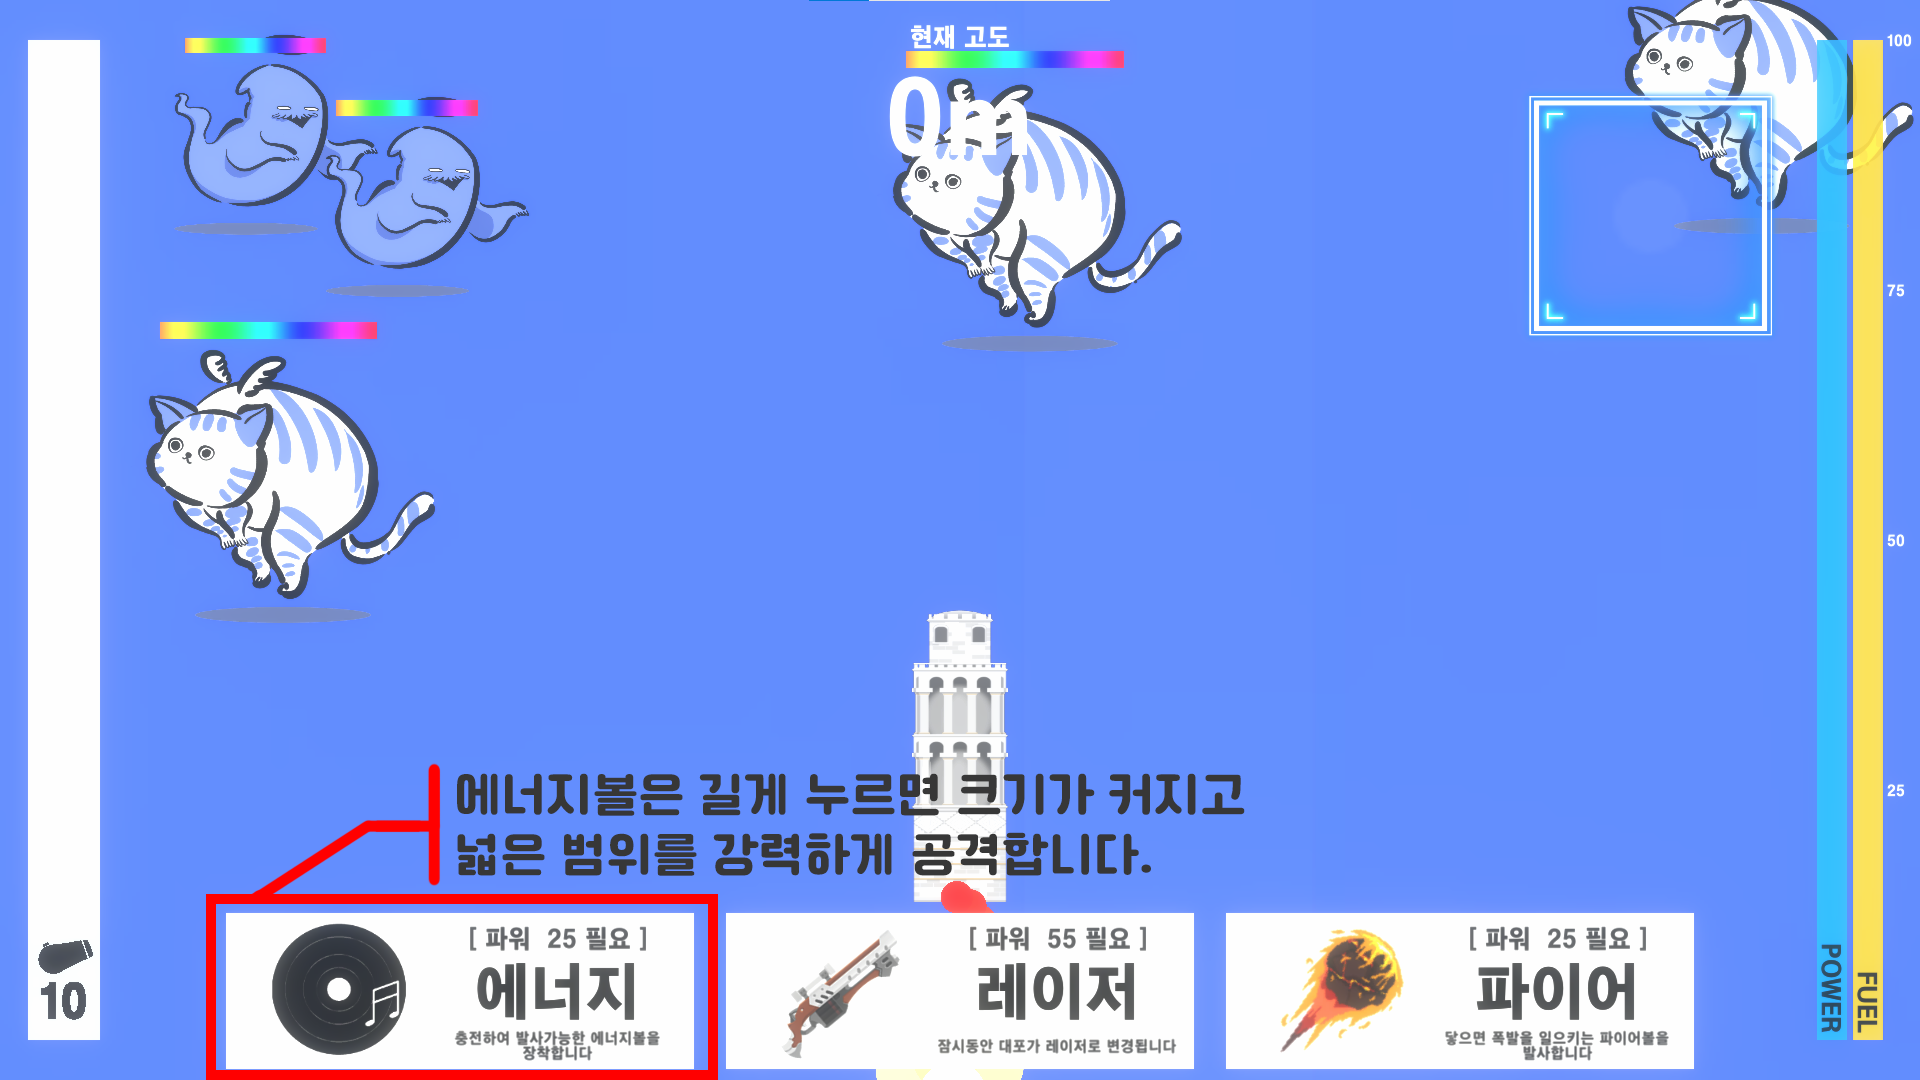 현재 고도
0m
100
75
50
25
에너지볼은 길게 누르면 크기가 커지고
넓은 범위를 강력하게 공격합니다.
10
[ 파워 25 필요 ]
에너지
충전하여 발사가능한 에너지볼을
장착합니다
[ 파워 55 필요 ]
레이저
잠시동안 대포가 레이저로 변경됩니다
[ 파워 25 필요 ]
파이어
닿으면 폭발을 일으키는 파이어볼을
발사합니다
POWER
FUEL